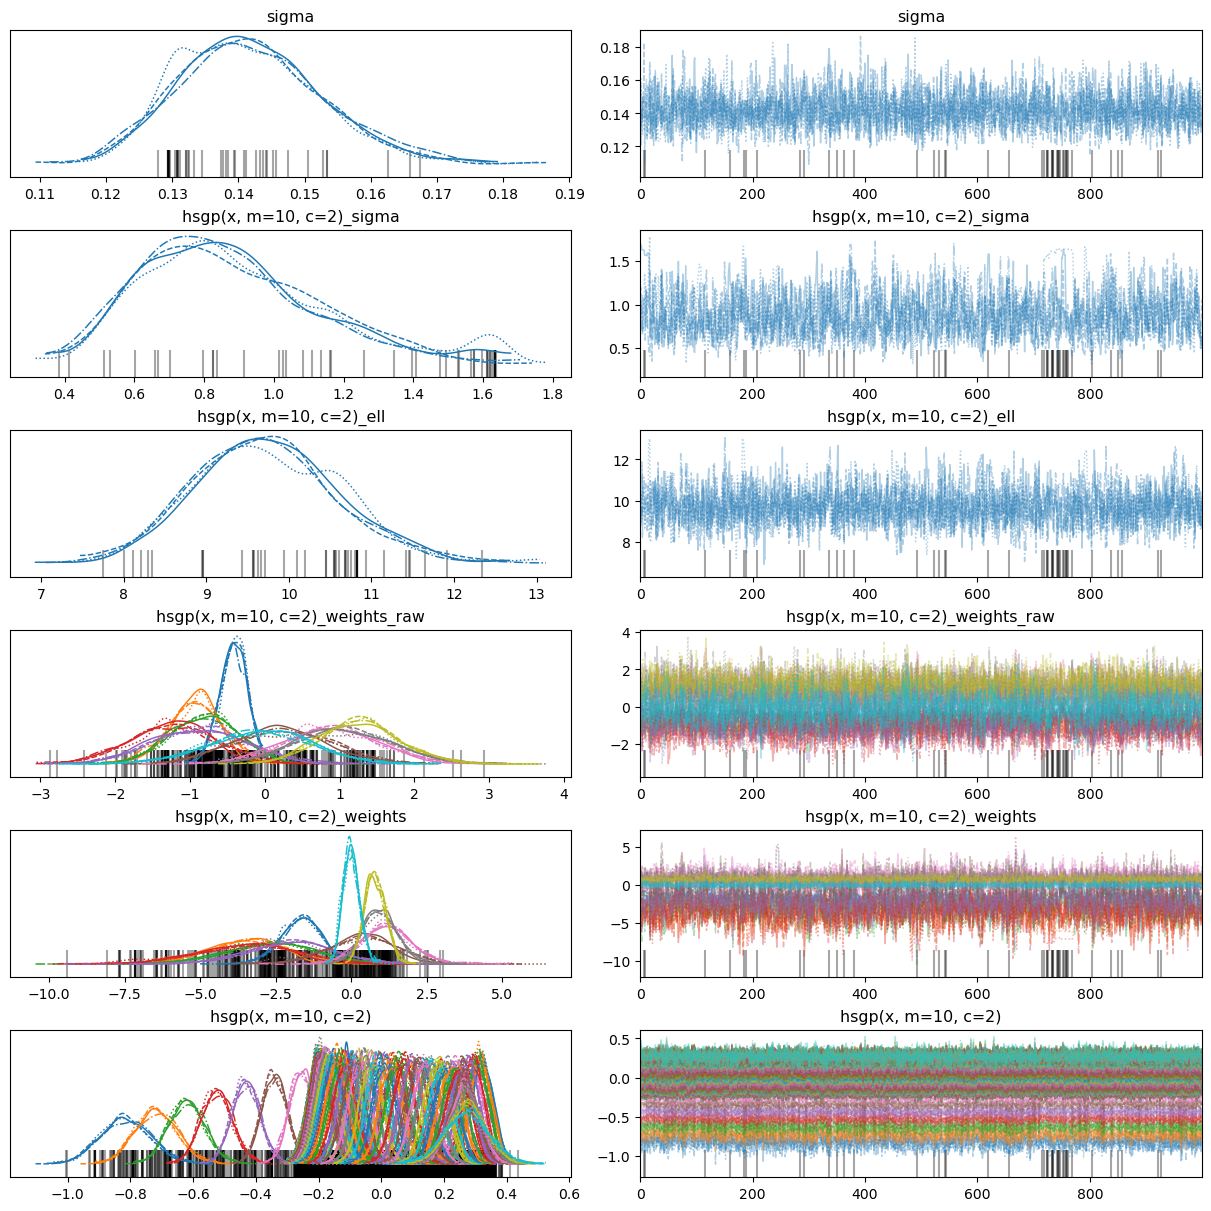 sigma
sigma
0.18
0.16
0.14
0.12
0.11 0.12 0.13 0.14 0.15 0.16 0.17 0.18 0.19
0 200 400 600 800
hsgp(x, m=10, c=2)_sigma
hsgp(x, m=10, c=2)_sigma
1.5
1.0
0.5
0.4 0.6 0.8 1.0 1.2 1.4 1.6 1.8
0 200 400 600 800
hsgp(x, m=10, c=2)_ell
hsgp(x, m=10, c=2)_ell
12
10
8
7 8 9 10 11 12 13
0 200 400 600 800
hsgp(x, m=10, c=2)_weights_raw
hsgp(x, m=10, c=2)_weights_raw
4
2
0
−2
−3 −2 −1 0 1 2 3 4
0 200 400 600 800
hsgp(x, m=10, c=2)_weights
hsgp(x, m=10, c=2)_weights
5
0
−5
−10
−10.0 −7.5 −5.0 −2.5 0.0 2.5 5.0
0 200 400 600 800
hsgp(x, m=10, c=2)
hsgp(x, m=10, c=2)
0.5
0.0
−0.5
−1.0
−1.0 −0.8 −0.6 −0.4 −0.2 0.0 0.2 0.4 0.6
0 200 400 600 800